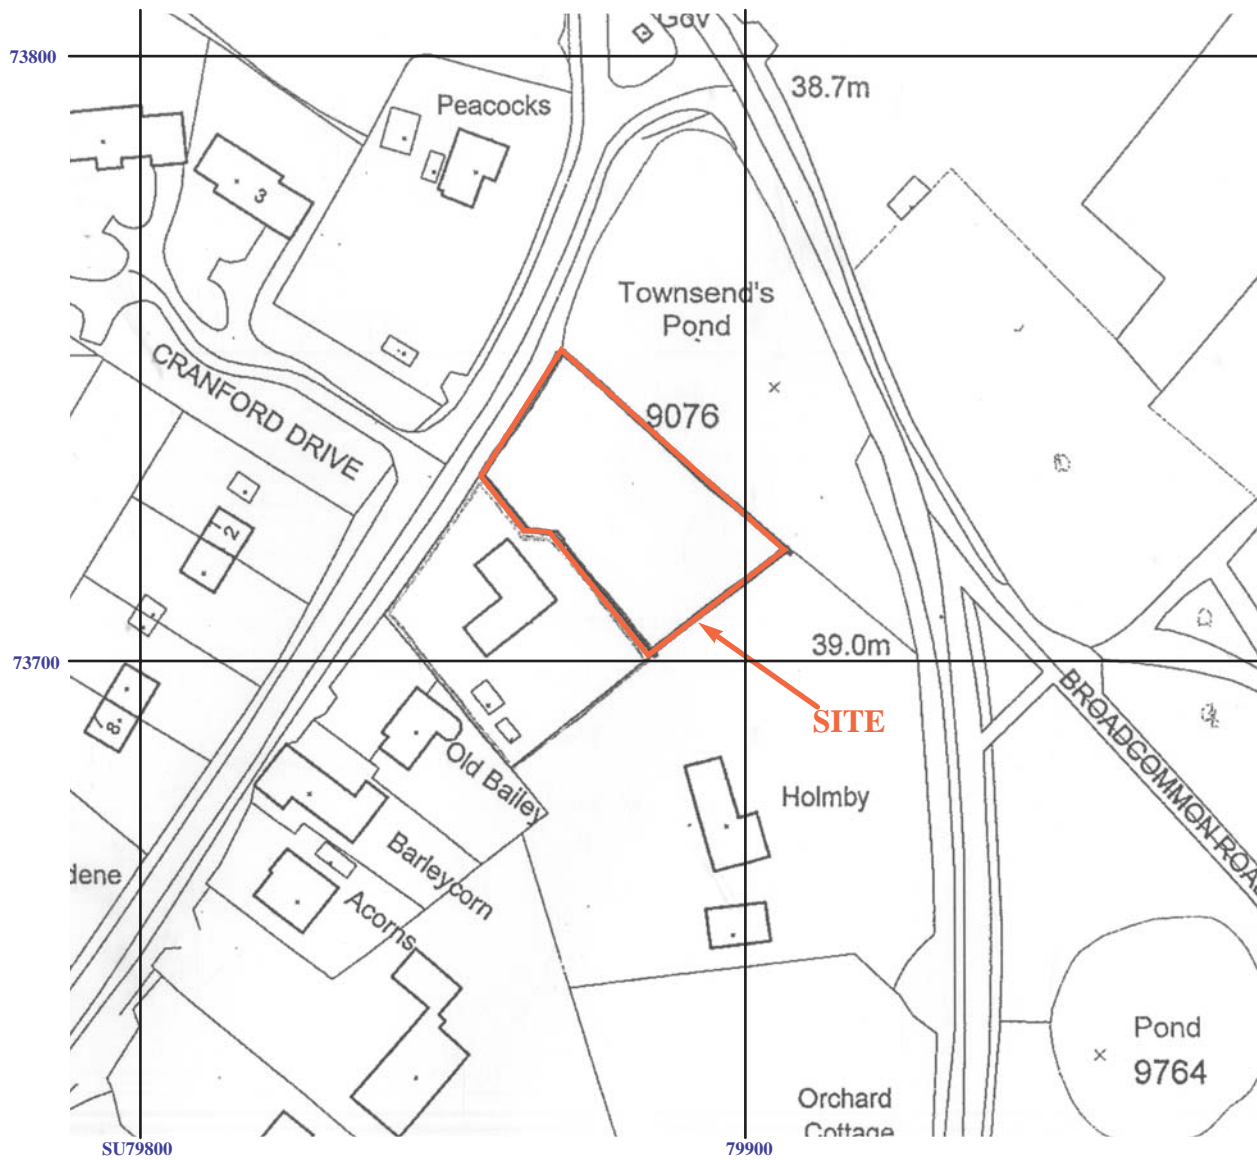 Gov
73800
38.7m
Peacocks
3
Townsend's
Pond
CRANFORD DRIVE
9076
2
39.0m
73700
SITE
8
BROADCOMMON ROAD
Old Bailey
Holmby
Barleycorn
dene
Acorns
Pond
9764
Orchard
Cottage
SU79800
79900